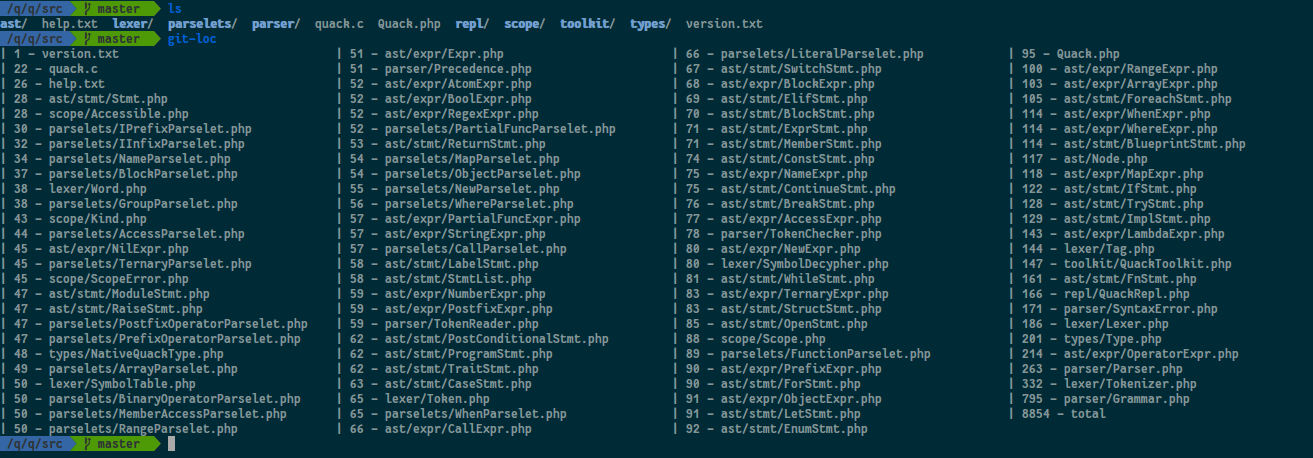 /q/q/src master ls
ast/ help.txt lexer/ parselets/ parser/ quack.c Quack.php repl/ scope/ toolkit/ types/ version.txt
/q/q/src master git-loc
| 1 - version.txt | 51 - ast/expr/Expr.php | 66 - parselets/LiteralParselet.php | 95 - Quack.php
| 22 - quack.c | 51 - parser/Precedence.php | 67 - ast/stmt/SwitchStmt.php | 100 - ast/expr/RangeExpr.php
| 26 - help.txt | 52 - ast/expr/AtomExpr.php | 68 - ast/expr/BlockExpr.php | 103 - ast/expr/ArrayExpr.php
| 28 - ast/stmt/Stmt.php | 52 - ast/expr/BoolExpr.php | 69 - ast/stmt/ElifStmt.php | 105 - ast/stmt/ForeachStmt.php
| 28 - scope/Accessible.php | 52 - ast/expr/RegexExpr.php | 70 - ast/stmt/BlockStmt.php | 114 - ast/expr/WhenExpr.php
| 30 - parselets/IPrefixParselet.php | 52 - parselets/PartialFuncParselet.php | 71 - ast/stmt/ExprStmt.php | 114 - ast/expr/WhereExpr.php
| 32 - parselets/IInfixParselet.php | 53 - ast/stmt/ReturnStmt.php | 71 - ast/stmt/MemberStmt.php | 114 - ast/stmt/BlueprintStmt.php
| 34 - parselets/NameParselet.php | 54 - parselets/MapParselet.php | 74 - ast/stmt/ConstStmt.php | 117 - ast/Node.php
| 37 - parselets/BlockParselet.php | 54 - parselets/ObjectParselet.php | 75 - ast/expr/NameExpr.php | 118 - ast/expr/MapExpr.php
| 38 - lexer/Word.php | 55 - parselets/NewParselet.php | 75 - ast/stmt/ContinueStmt.php | 122 - ast/stmt/IfStmt.php
| 38 - parselets/GroupParselet.php | 56 - parselets/WhereParselet.php | 76 - ast/stmt/BreakStmt.php | 128 - ast/stmt/TryStmt.php
| 43 - scope/Kind.php | 57 - ast/expr/PartialFuncExpr.php | 77 - ast/expr/AccessExpr.php | 129 - ast/stmt/ImplStmt.php
| 44 - parselets/AccessParselet.php | 57 - ast/expr/StringExpr.php | 78 - parser/TokenChecker.php | 143 - ast/expr/LambdaExpr.php
| 45 - ast/expr/NilExpr.php | 57 - parselets/CallParselet.php | 80 - ast/expr/NewExpr.php | 144 - lexer/Tag.php
| 45 - parselets/TernaryParselet.php | 58 - ast/stmt/LabelStmt.php | 80 - lexer/SymbolDecypher.php | 147 - toolkit/QuackToolkit.php
| 45 - scope/ScopeError.php | 58 - ast/stmt/StmtList.php | 81 - ast/stmt/WhileStmt.php | 161 - ast/stmt/FnStmt.php
| 47 - ast/stmt/ModuleStmt.php | 59 - ast/expr/NumberExpr.php | 83 - ast/expr/TernaryExpr.php | 166 - repl/QuackRepl.php
| 47 - ast/stmt/RaiseStmt.php | 59 - ast/expr/PostfixExpr.php | 83 - ast/stmt/StructStmt.php | 171 - parser/SyntaxError.php
| 47 - parselets/PostfixOperatorParselet.php | 59 - parser/TokenReader.php | 85 - ast/stmt/OpenStmt.php | 186 - lexer/Lexer.php
| 47 - parselets/PrefixOperatorParselet.php | 62 - ast/stmt/PostConditionalStmt.php | 88 - scope/Scope.php | 201 - types/Type.php
| 48 - types/NativeQuackType.php | 62 - ast/stmt/ProgramStmt.php | 89 - parselets/FunctionParselet.php | 214 - ast/expr/OperatorExpr.php
| 49 - parselets/ArrayParselet.php | 62 - ast/stmt/TraitStmt.php | 90 - ast/expr/PrefixExpr.php | 263 - parser/Parser.php
| 50 - lexer/SymbolTable.php | 63 - ast/stmt/CaseStmt.php | 90 - ast/stmt/ForStmt.php | 332 - lexer/Tokenizer.php
| 50 - parselets/BinaryOperatorParselet.php | 65 - lexer/Token.php | 91 - ast/expr/ObjectExpr.php | 795 - parser/Grammar.php
| 50 - parselets/MemberAccessParselet.php | 65 - parselets/WhenParselet.php | 91 - ast/stmt/LetStmt.php | 8854 - total
| 50 - parselets/RangeParselet.php | 66 - ast/expr/CallExpr.php | 92 - ast/stmt/EnumStmt.php
/q/q/src master